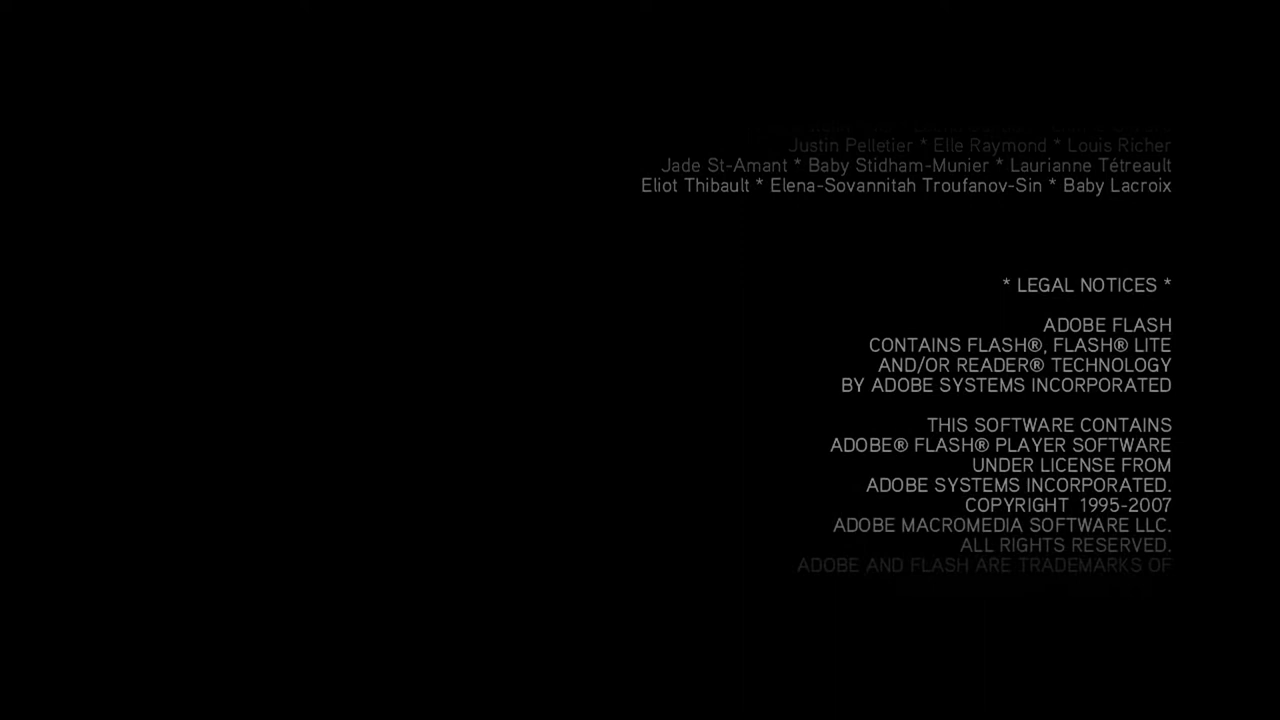 Justin Pelletier * Elle Raymond * Louis Richer
Jade St-Amant * Baby Stidham-Munier * Laurianne Tétreault
Eliot Thibault * Elena-Sovannitah Troufanov-Sin * Baby Lacroix
* LEGAL NOTICES *
ADOBE FLASH
CONTAINS FLASH®, FLASH® LITE
AND/OR READER® TECHNOLOGY
BY ADOBE SYSTEMS INCORPORATED
THIS SOFTWARE CONTAINS
ADOBE® FLASH® PLAYER SOFTWARE
UNDER LICENSE FROM
ADOBE SYSTEMS INCORPORATED.
COPYRIGHT 1995-2007
ADOBE MACROMEDIA SOFTWARE LLC.
ALL RIGHTS RESERVED.
ADOBE AND FLASH ARE TRADEMARKS OF